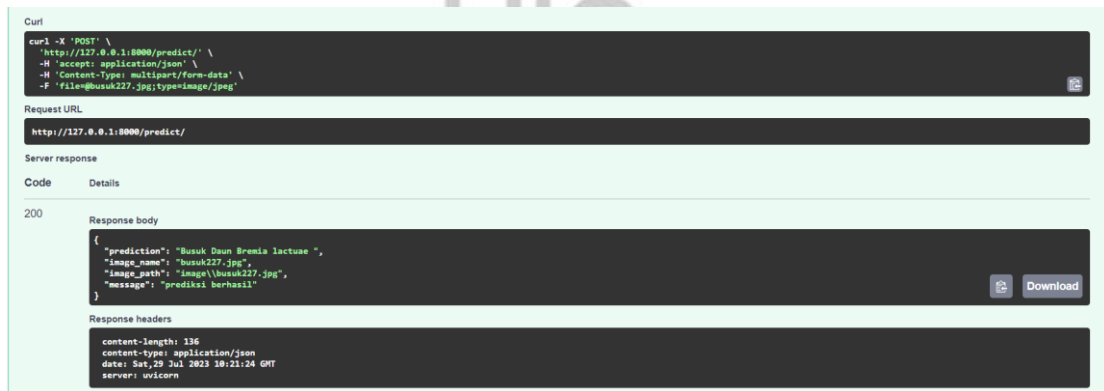 Curl
curl -X 'POST' \
'http://127.0.0.1:8000/predict/' \
-H 'accept: application/json' \
-H 'Content-Type: multipart/form-data' \
-F 'file=@busuk227.jpg;type=image/jpeg'
Request URL
http://127.0.0.1:8000/predict/
Server response
Code Details
200
Response body
{
"prediction": "Busuk Daun Bremia lactuae ",
"image_name": "busuk227.jpg",
"image_path": "image\\busuk227.jpg",
"message": "prediksi berhasil"
}
Download
Response headers
content-length: 136
content-type: application/json
date: Sat,29 Jul 2023 10:21:24 GMT
server: uvicorn